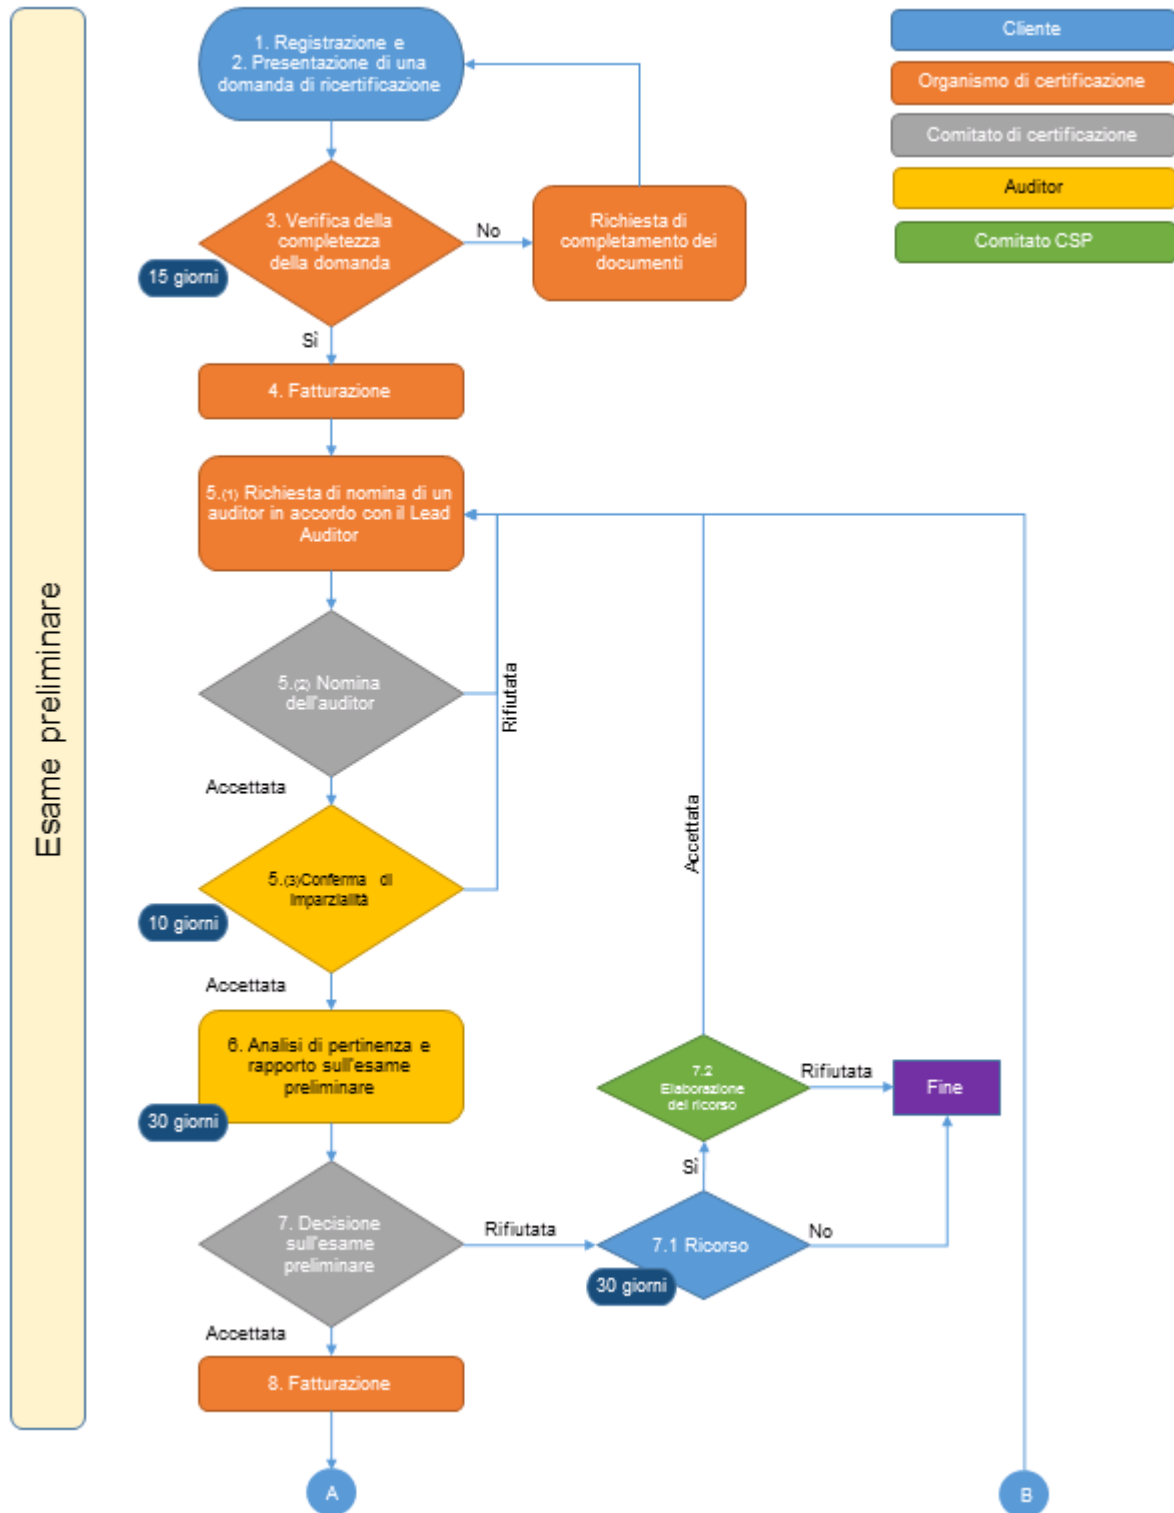 1. Registrazione e
2. Presentazione di una
domanda di ricertificazione
Cliente
Organismo di certificazione
Comitato di certificazione
Auditor
Comitato CSP
3. Verifica della
completezza
della domanda
15 giorni
No
Richiesta di
completamento dei
documenti
Sì
4. Fatturazione
5.(1) Richiesta di nomina di un
auditor in accordo con il Lead
Auditor
Esame preliminare
5.(2) Nomina
dell'auditor
Rifiutata
Accettata
5.(3)Conferma di
imparzialità
10 giorni
Accettata
Accettata
6. Analisi di pertinenza e
rapporto sull'esame
preliminare
30 giorni
7.2
Elaborazione
del ricorso
Rifiutata
Fine
Sì
7. Decisione
sull'esame
preliminare
Rifiutata
7.1 Ricorso
No
30 giorni
Accettata
8. Fatturazione
A
B